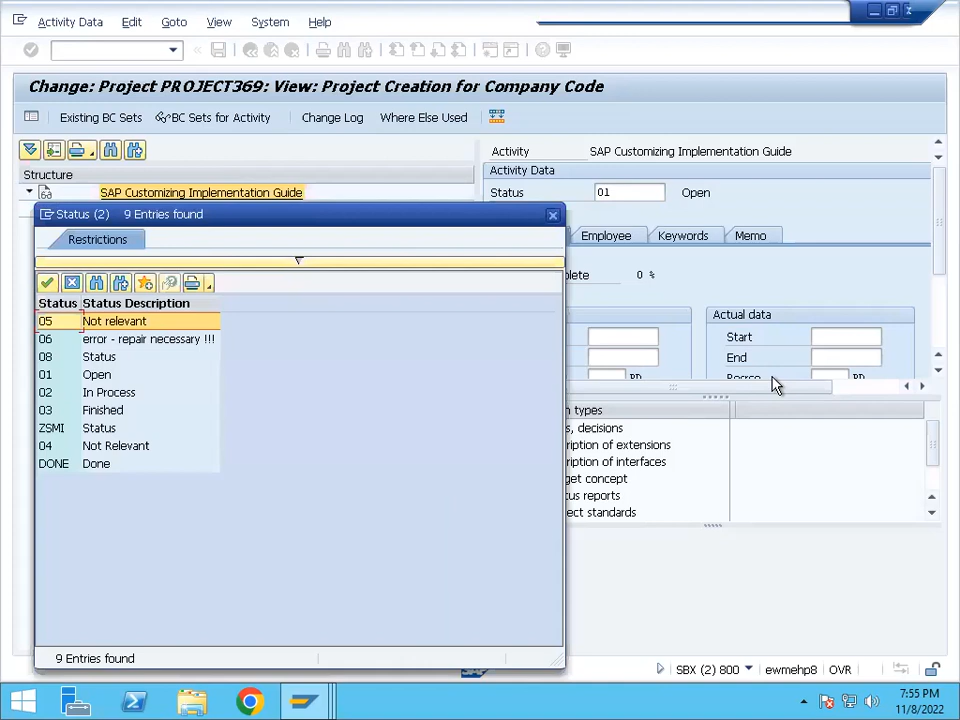 Activity Data Edit Goto View System Help
Change: Project PROJECT369: View: Project Creation for Company Code
Existing BC Sets BC Sets for Activity Change Log Where Else Used
Activity SAP Customizing Implementation Guide
Structure
SAP Customizing Implementation Guide
Activity Data
Status 01 Open
Employee Keywords Memo
plete 0 %
Actual data
Start
End
PD PD
n types
s, decisions
ription of extensions
ription of interfaces
get concept
tus reports
ect standards
Status (2) 9 Entries found
Restrictions
Status Status Description
05 Not relevant
06 error - repair necessary !!!
08 Status
01 Open
02 In Process
03 Finished
ZSMI Status
04 Not Relevant
DONE Done
9 Entries found
SBX (2) 800 ewmehp8 OVR
7:55 PM
11/8/2022